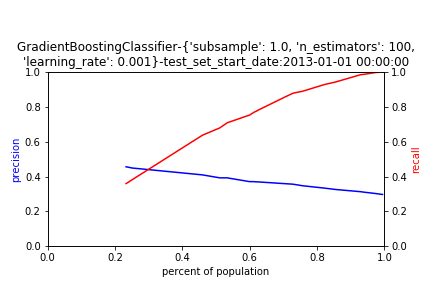 GradientBoostingClassifier-{'subsample': 1.0, 'n_estimators': 100,
'learning_rate': 0.001}-test_set_start_date:2013-01-01 00:00:00
1.0
0.8
0.6
0.4
0.2
0.0
precision
1.0
0.8
0.6
0.4
0.2
0.0
recall
0.0 0.2 0.4 0.6 0.8 1.0
percent of population